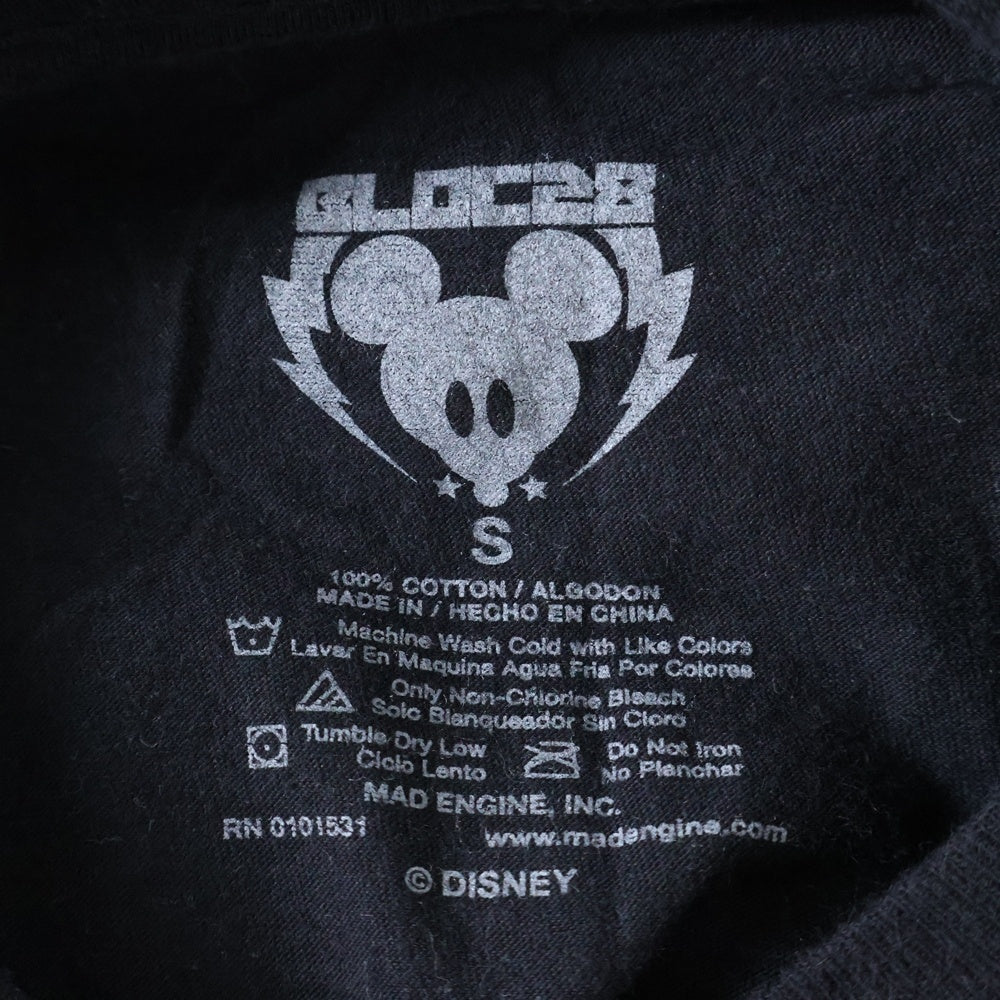 BLOC28
S
100% COTTON / ALGODON
MADE IN / HECHO EN CHINA
Machine Wash Cold with Like Colors
Lavar En Maquina Agua Fria Por Colores
Only Non-Chlorine Bleach
Solo Blanqueador Sin Cloro
Tumble Dry Low
Ciclo Lento
Do Not Iron
No Planchar
MAD ENGINE, INC.
RN 0101531
www.madengine.com
© DISNEY